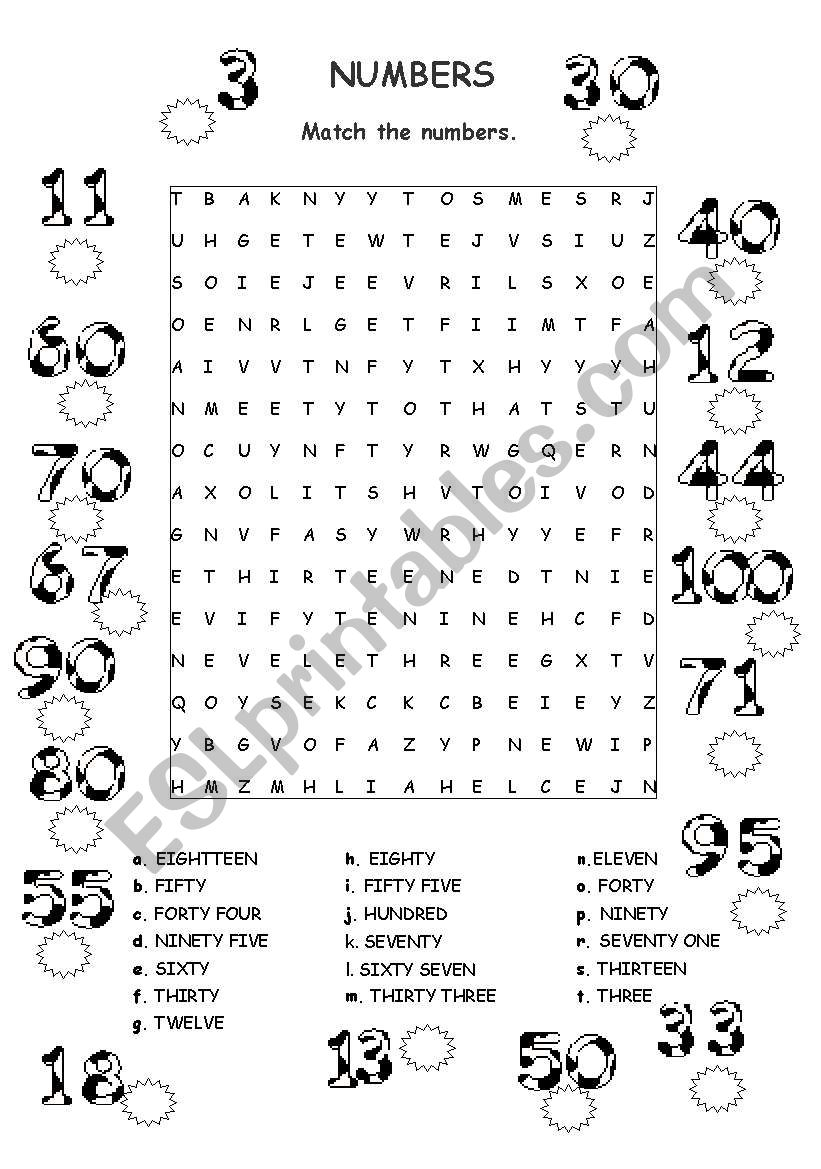 NUMBERS
3
30
Match the numbers.
11
40
60
12
70
44
67
100
90
71
80
95
55
T B A K N Y Y T O S M E S R J
U H G E T E W T E J V S I U Z
S O I E J E E V R I L S X O E
O E N R L G E T F I I M T F A
A I V V T N F Y T X H Y Y Y H
N M E E T Y T O T H A T S T U
O C U Y N F T Y R W G Q E R N
A X O L I T S H V T O I V O D
G N V F A S Y W R H Y Y E F R
E T H I R T E E N E D T N I E
E V I F Y T E N I N E H C F D
N E V E L E T H R E E G X T V
Q O Y S E K C K C B E I E Y Z
Y B G V O F A Z Y P N E W I P
H M Z M H L I A H E L C E J N
a. EIGHTTEEN
b. FIFTY
c. FORTY FOUR
d. NINETY FIVE
e. SIXTY
f. THIRTY
g. TWELVE
h. EIGHTY
i. FIFTY FIVE
j. HUNDRED
k. SEVENTY
l. SIXTY SEVEN
m. THIRTY THREE
n.ELEVEN
o. FORTY
p. NINETY
r. SEVENTY ONE
s. THIRTEEN
t. THREE
18
13
50
33
ESLprintables.com